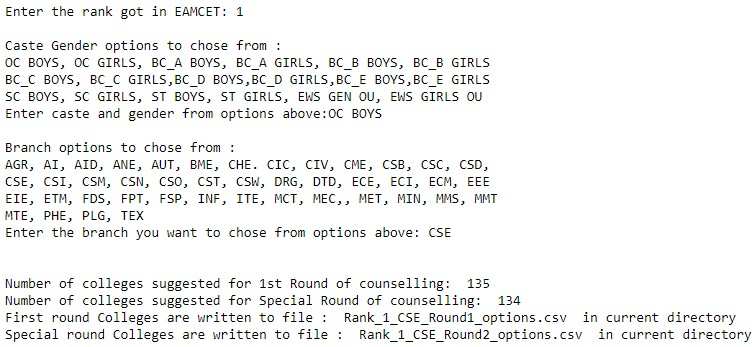 Enter the rank got in EAMCET: 1
Caste Gender options to chose from :
OC BOYS, OC GIRLS, BC_A BOYS, BC_A GIRLS, BC_B BOYS, BC_B GIRLS
BC_C BOYS, BC_C GIRLS,BC_D BOYS,BC_D GIRLS,BC_E BOYS,BC_E GIRLS
SC BOYS, SC GIRLS, ST BOYS, ST GIRLS, EWS GEN OU, EWS GIRLS OU
Enter caste and gender from options above:OC BOYS
Branch options to chose from :
AGR, AI, AID, ANE, AUT, BME, CHE. CIC, CIV, CME, CSB, CSC, CSD,
CSE, CSI, CSM, CSN, CSO, CST, CSW, DRG, DTD, ECE, ECI, ECM, EEE
EIE, ETM, FDS, FPT, FSP, INF, ITE, MCT, MEC,, MET, MIN, MMS, MMT
MTE, PHE, PLG, TEX
Enter the branch you want to chose from options above: CSE
Number of colleges suggested for 1st Round of counselling:  135
Number of colleges suggested for Special Round of counselling:  134
First round Colleges are written to file :  Rank_1_CSE_Round1_options.csv  in current directory
Special round Colleges are written to file :  Rank_1_CSE_Round2_options.csv  in current directory